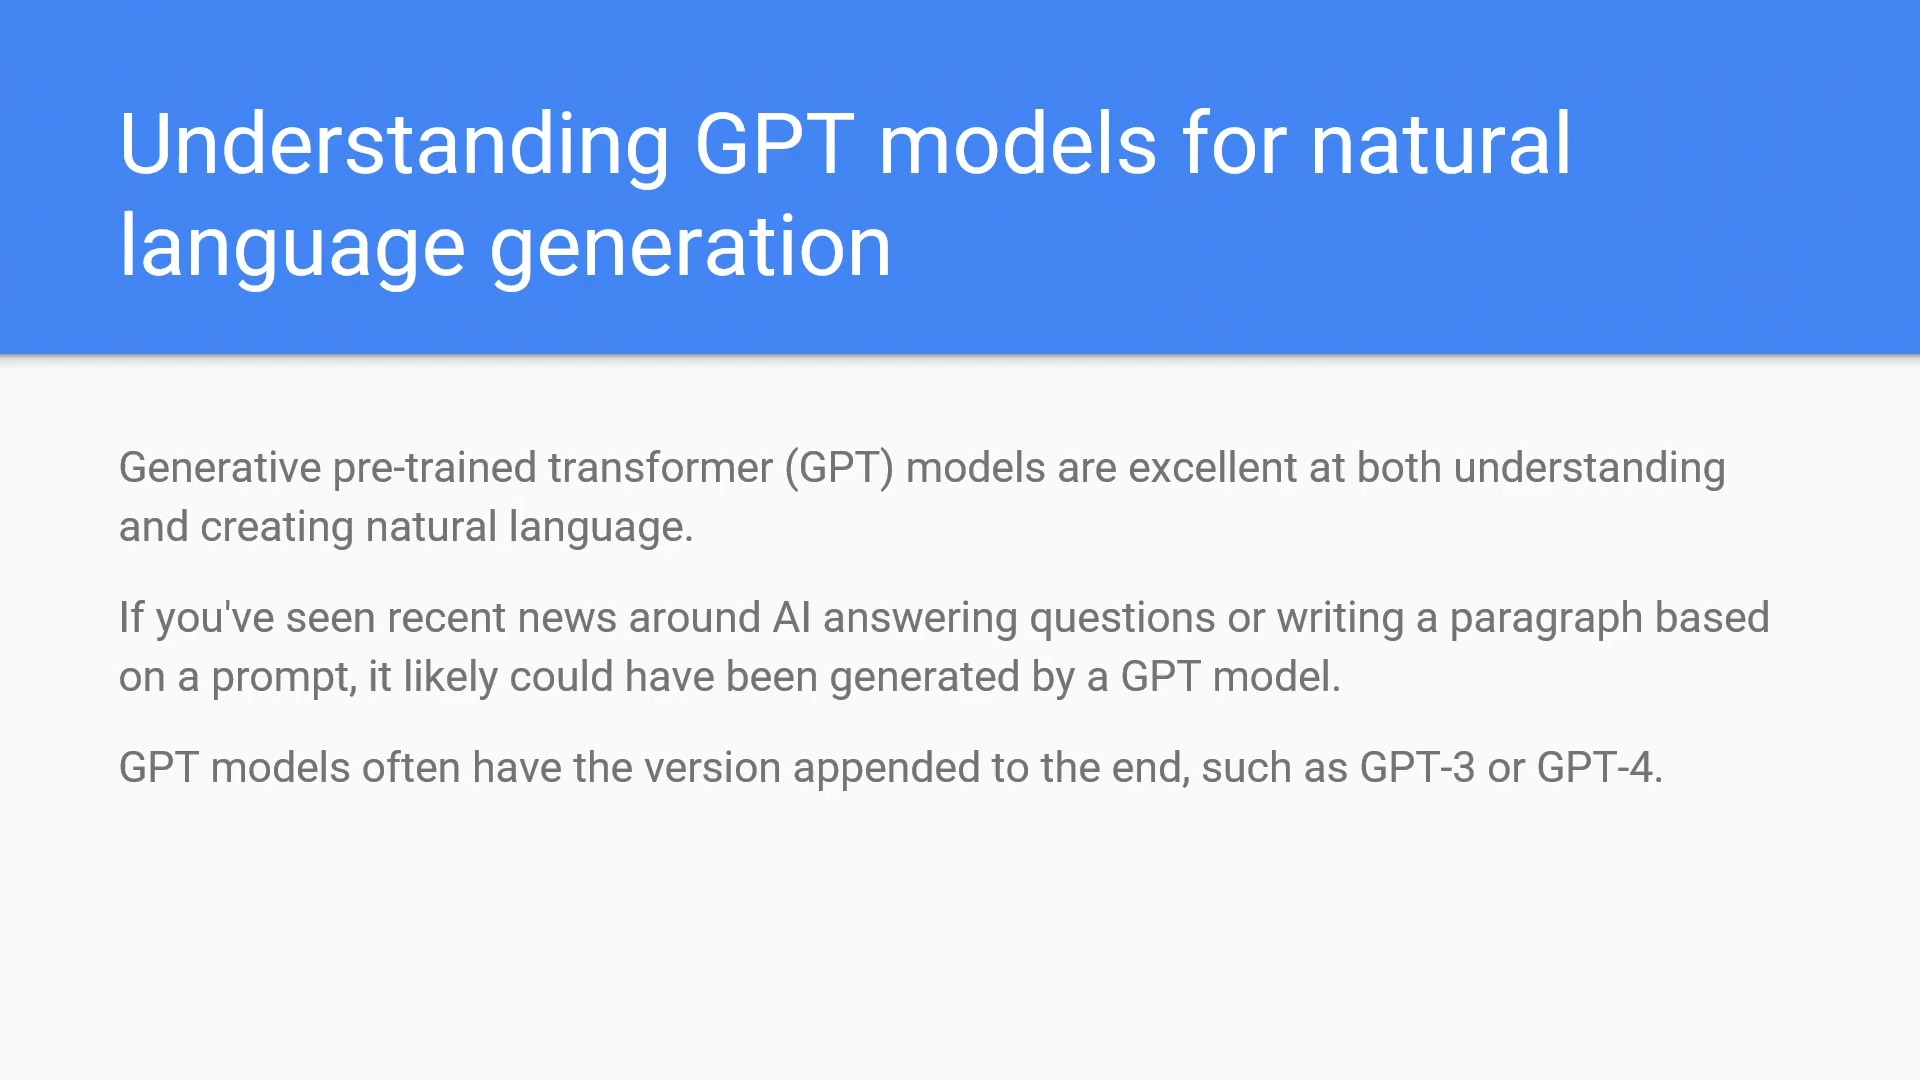 Understanding GPT models for natural
language generation
Generative pre-trained transformer (GPT) models are excellent at both understanding
and creating natural language.
If you've seen recent news around AI answering questions or writing a paragraph based
on a prompt, it likely could have been generated by a GPT model.
GPT models often have the version appended to the end, such as GPT-3 or GPT-4.